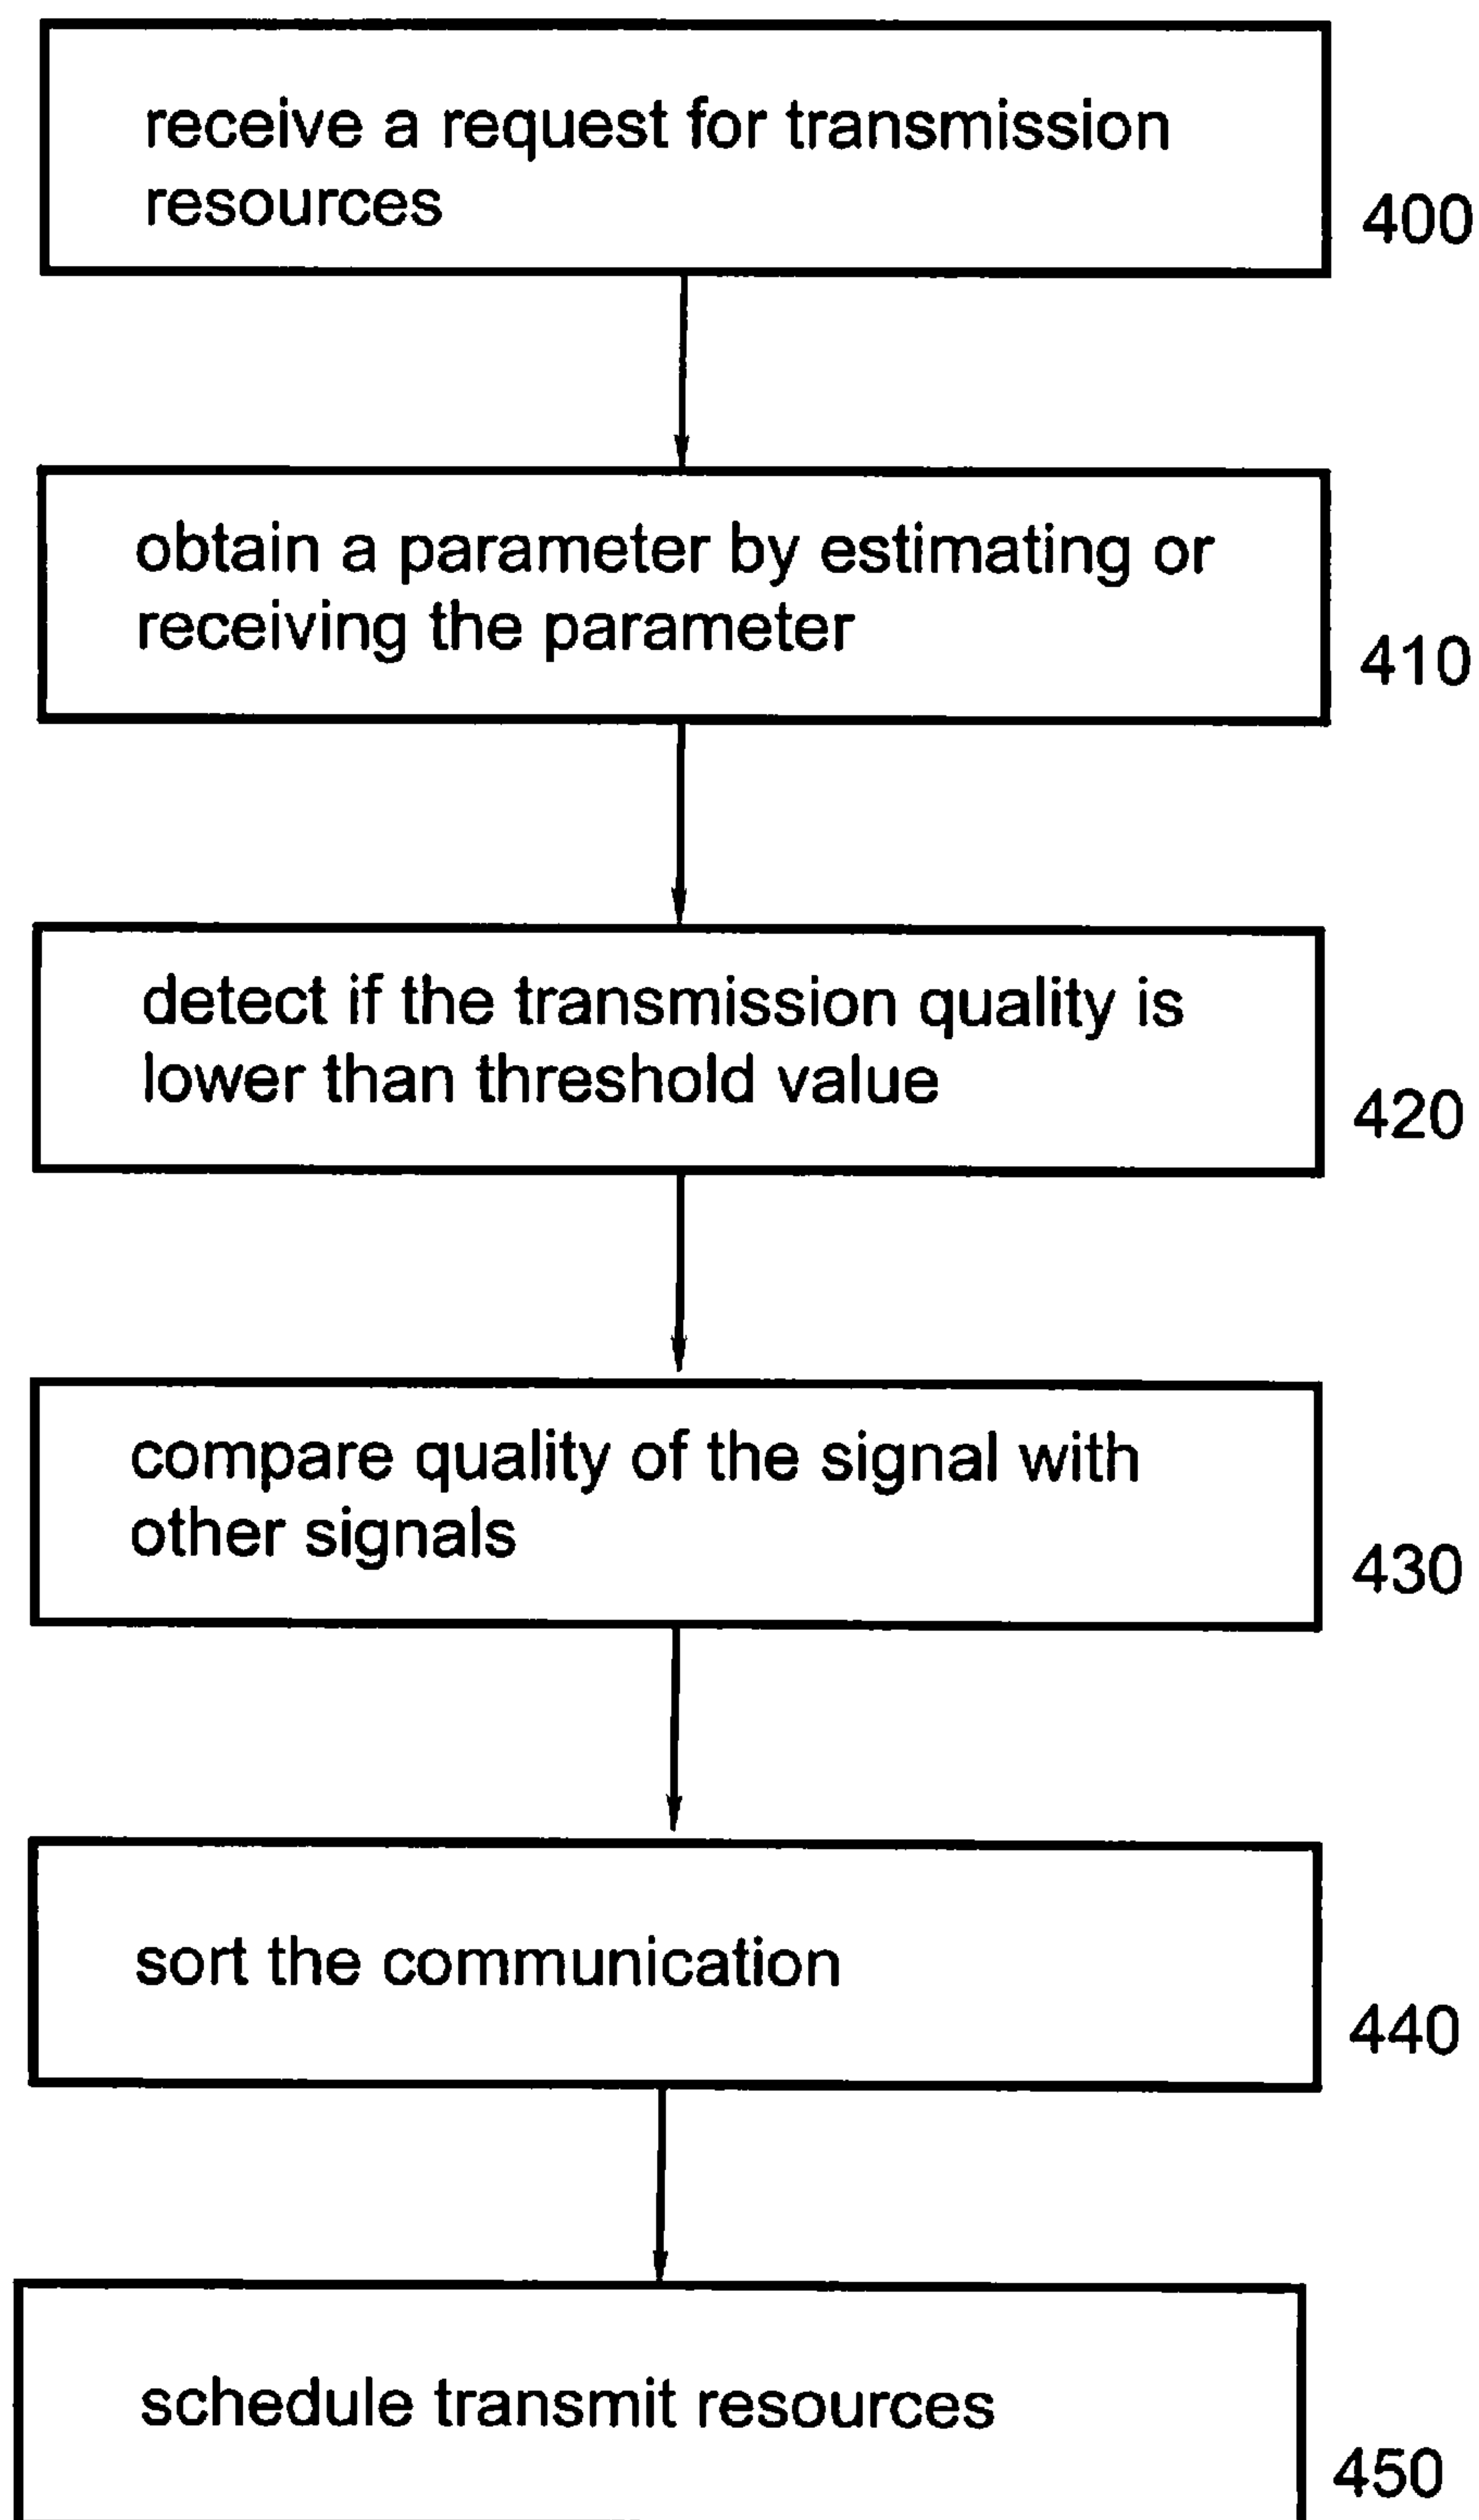 receive a request for transmission
resources
400
obtain a parameter by estimating or
receiving the parameter
410
detect if the transmission quality is
lower than threshold value
420
compare quality of the signal with
other signals
430
sort the communication
440
schedule transmit resources
450